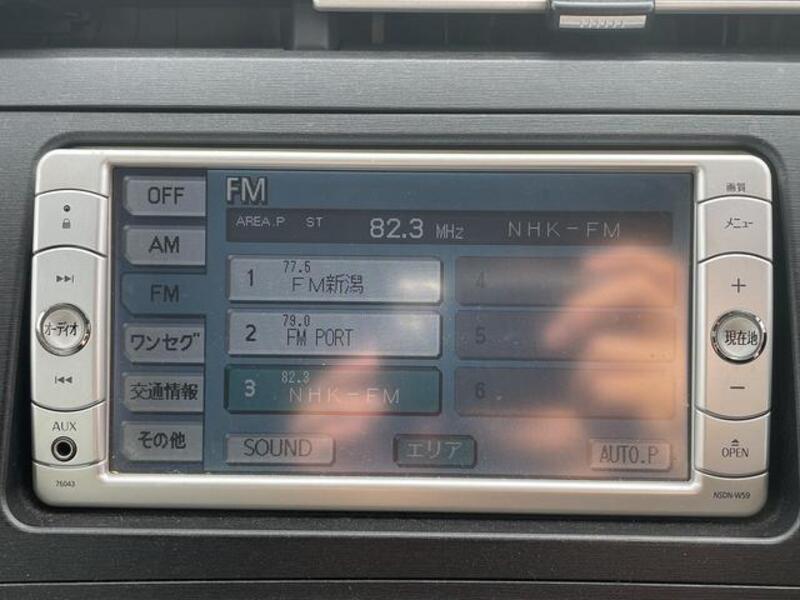 画質
メニュー
+
現在地
−
OPEN
NSDN-W59
オーディオ
AUX
76043
OFF
AM
FM
ワンセグ
交通情報
その他
FM
AREA.P ST 82.3 MHz NHK-FM
1 77.5 FM新潟
2 79.0 FM PORT
3 82.3 NHK-FM
4
5
6
SOUND エリア AUTO.P